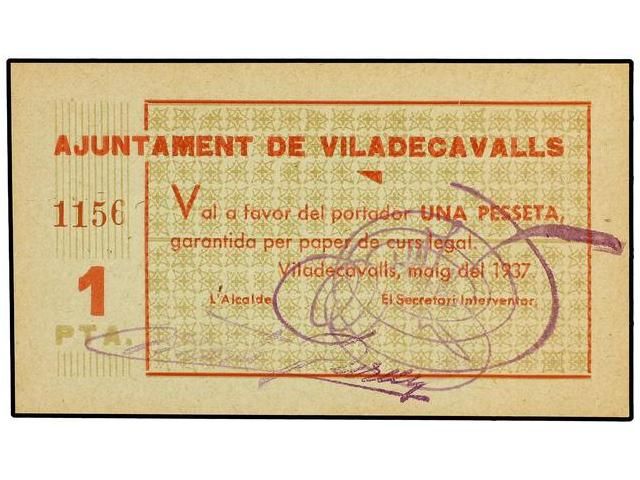 AJUNTAMENT DE VILADECAVALLS
1156
Val a favor del portador UNA PESSETA,
garantida per paper de curs legal.
Viladecavalls, maig del 1937
L'Alcalde El Secretari Interventor,
1
PTA.